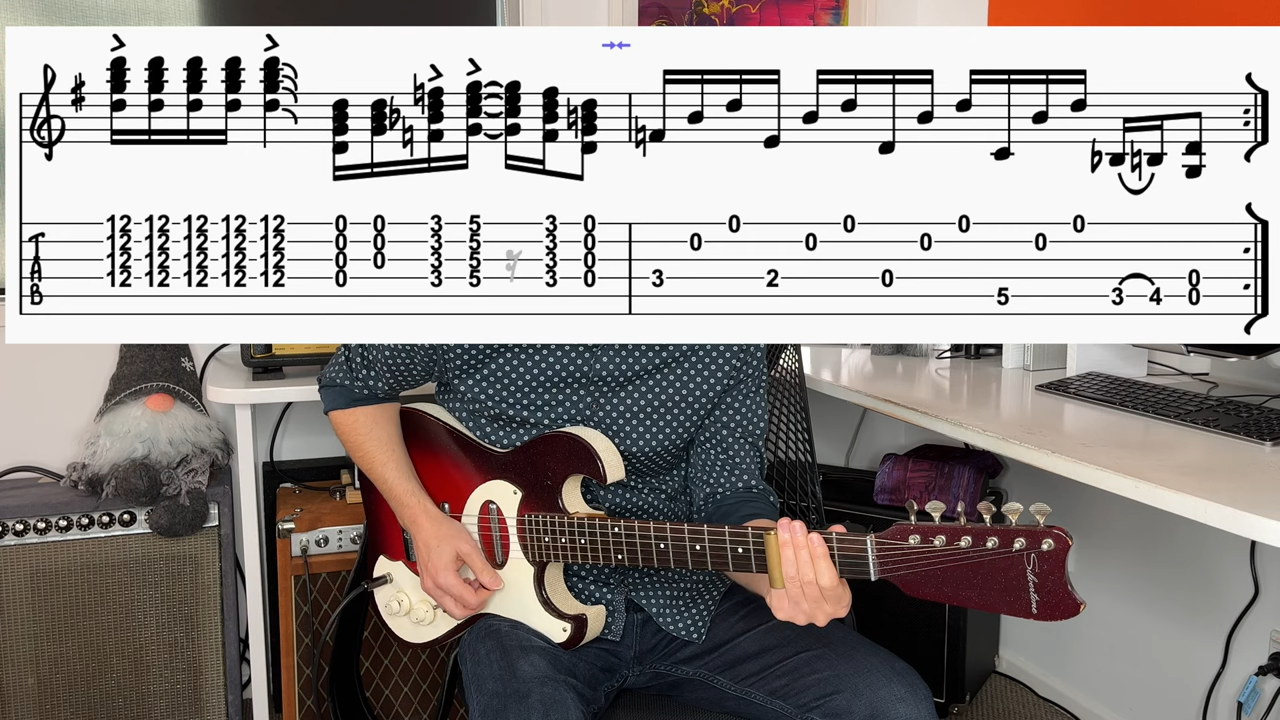 12 12 12 12 12 0 0 3 5 3 0 0 0 0 0
T 12 12 12 12 12 0 0 3 5 3 0 0 0 0 0
12 12 12 12 12 0 0 3 5 3 0
A 12 12 12 12 12 0 3 5 3 0 3 2 0 0
B 5 3 4 0
Silvertone